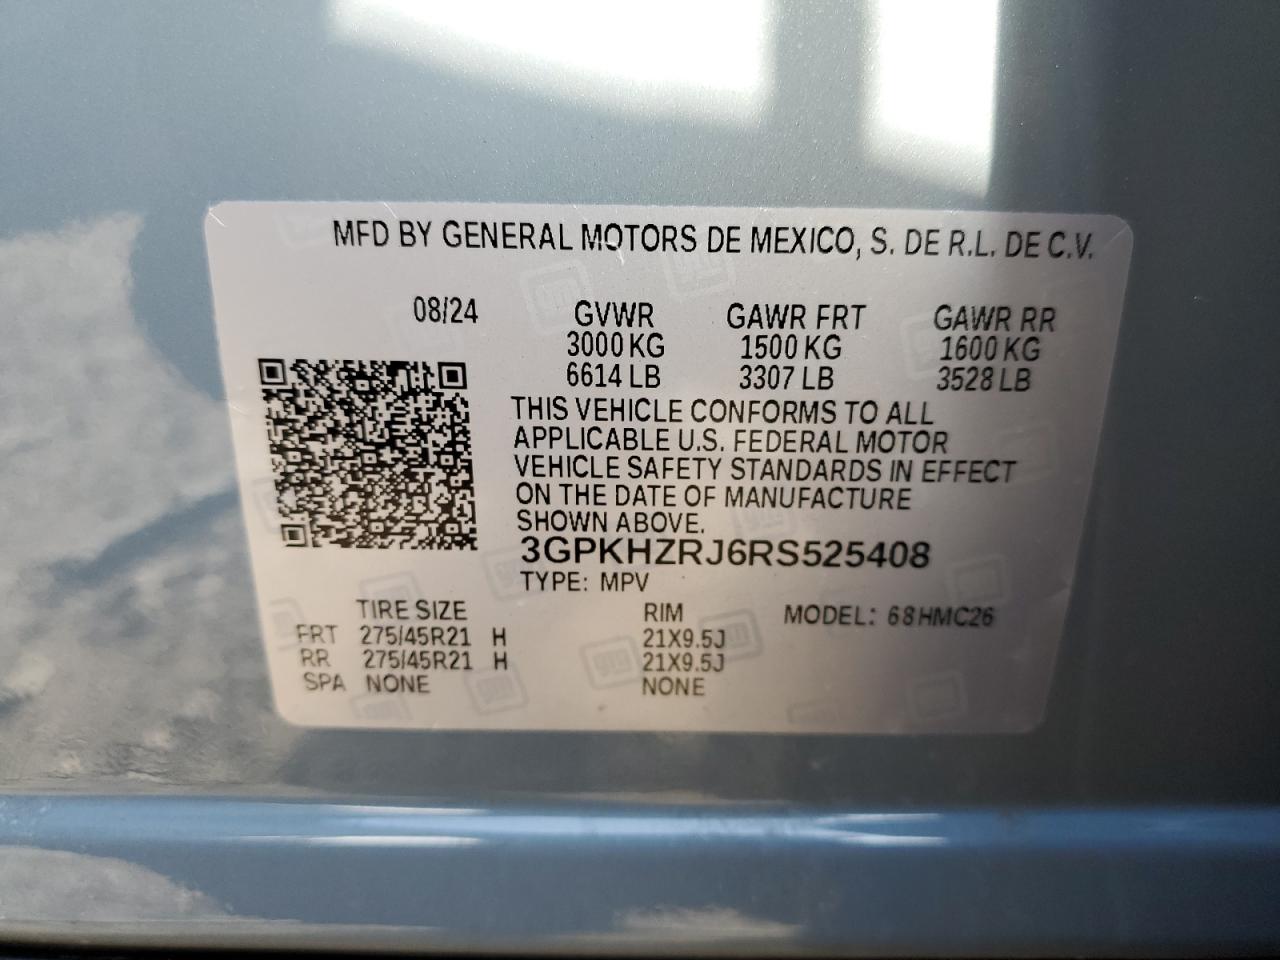 MFD BY GENERAL MOTORS DE MEXICO, S. DE R.L. DE C.V.
08/24 GVWR GAWR FRT GAWR RR
3000 KG 1500 KG 1600 KG
6614 LB 3307 LB 3528 LB
THIS VEHICLE CONFORMS TO ALL
APPLICABLE U.S. FEDERAL MOTOR
VEHICLE SAFETY STANDARDS IN EFFECT
ON THE DATE OF MANUFACTURE
SHOWN ABOVE.
3GPKHZRJ6RS525408
TYPE: MPV
TIRE SIZE RIM MODEL: 68HMC26
FRT 275/45R21 H 21X9.5J
RR 275/45R21 H 21X9.5J
SPA NONE NONE